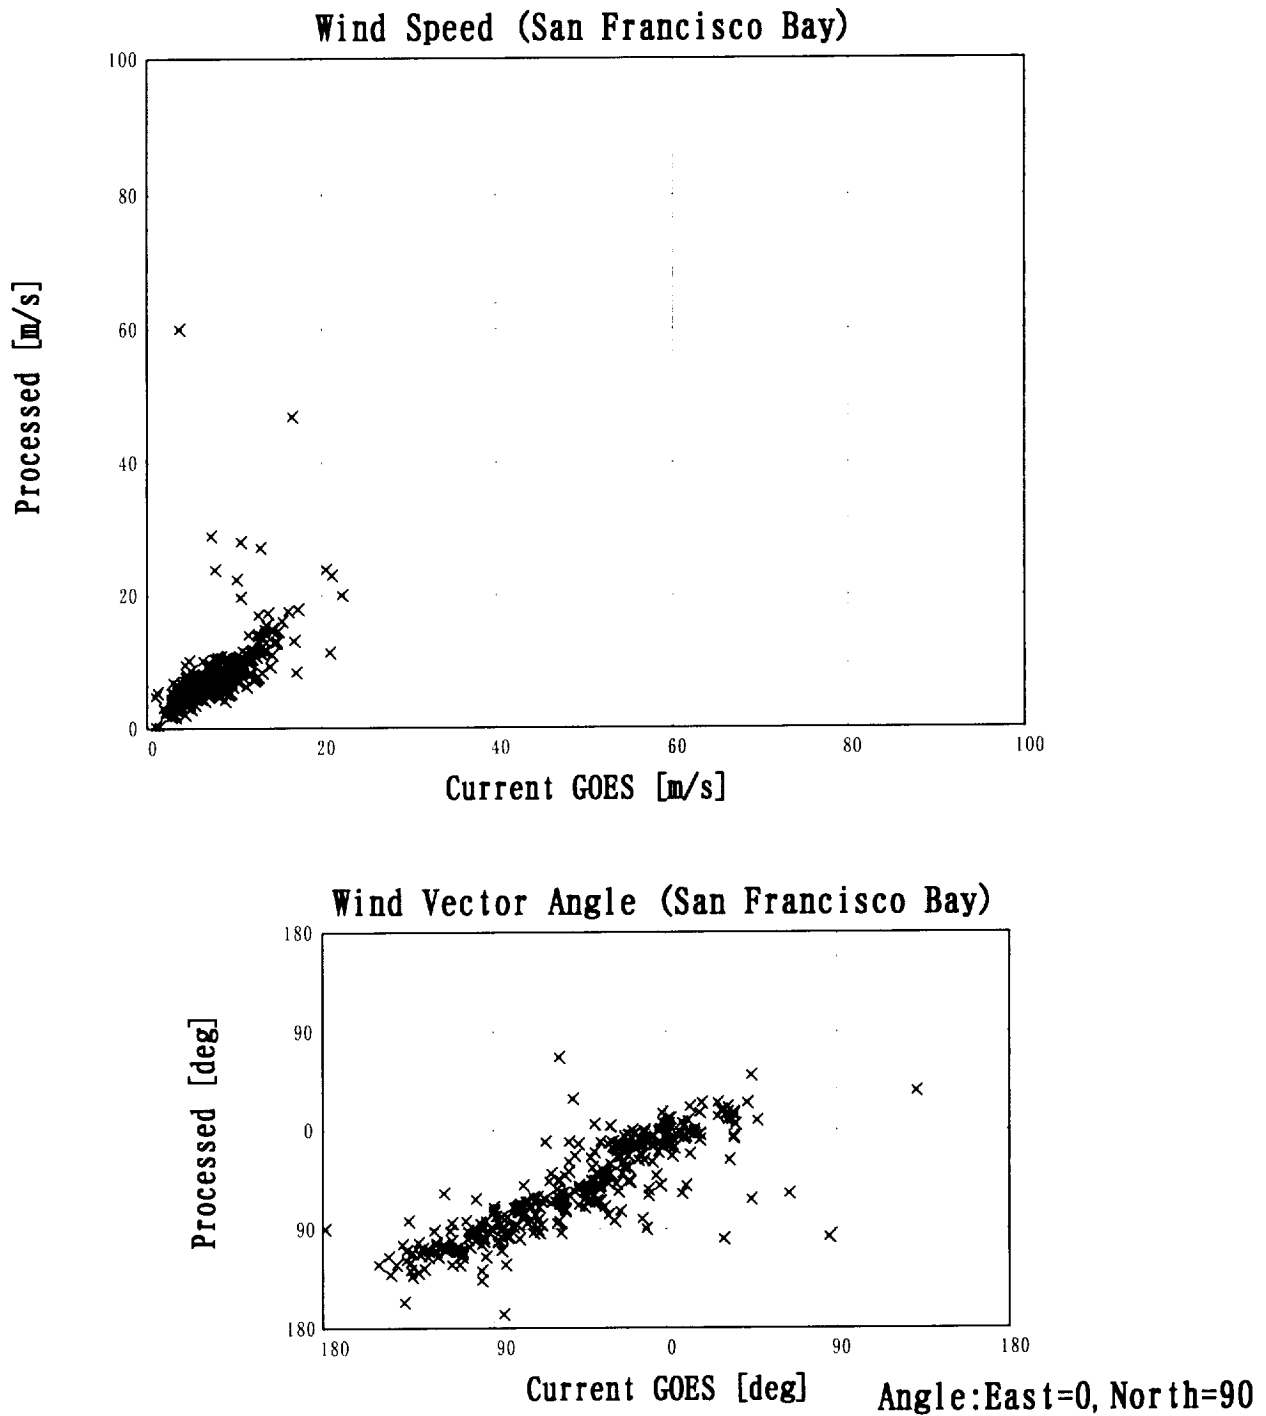 Wind Speed (San Francisco Bay)
100
80
60
40
20
0
Processed [m/s]
0 20 40 60 80 100
Current GOES [m/s]
Wind Vector Angle (San Francisco Bay)
180
90
0
90
180
Processed [deg]
180 90 0 90 180
Current GOES [deg]
Angle:East=0, North=90